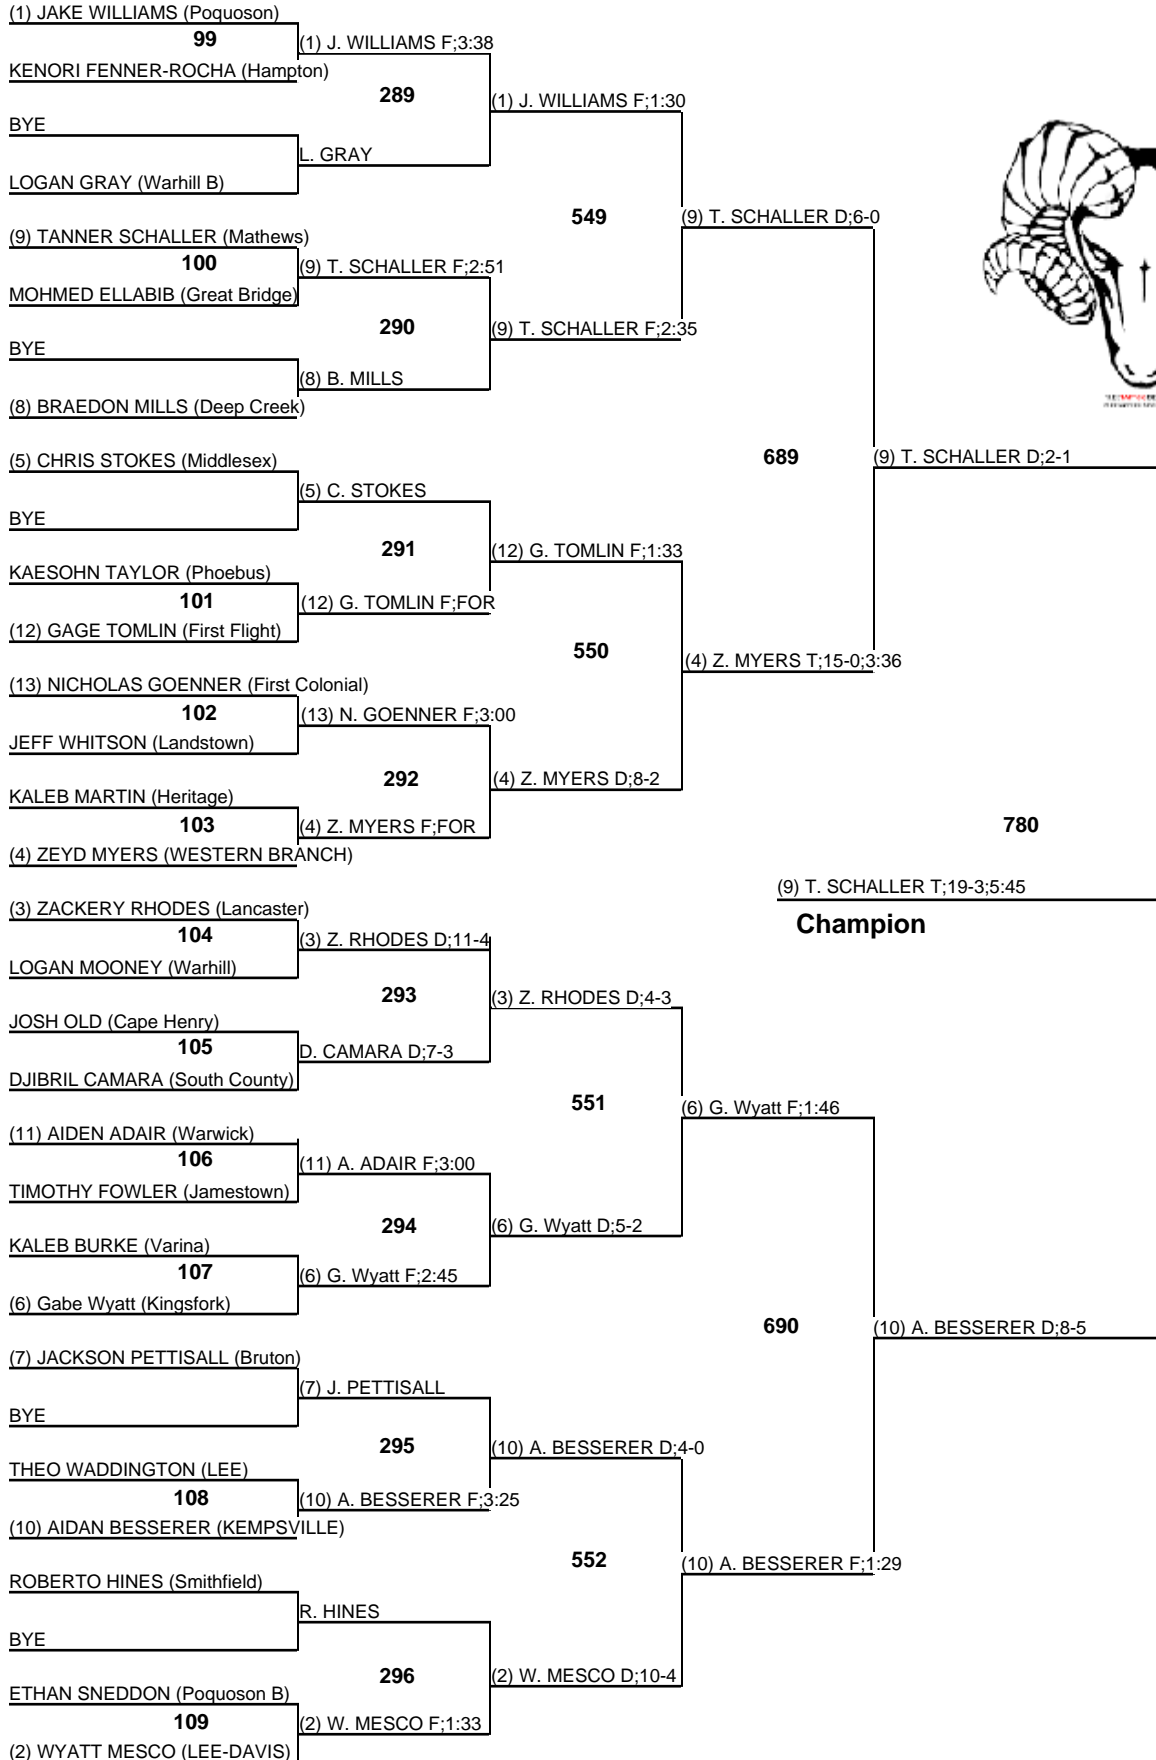 (1) JAKE WILLIAMS (Poquoson)
99
(1) J. WILLIAMS F;3:38
KENORI FENNER-ROCHA (Hampton)
289
(1) J. WILLIAMS F;1:30
BYE
L. GRAY
LOGAN GRAY (Warhill B)
549
(9) T. SCHALLER D;6-0
(9) TANNER SCHALLER (Mathews)
100
(9) T. SCHALLER F;2:51
MOHMED ELLABIB (Great Bridge)
290
(9) T. SCHALLER F;2:35
BYE
(8) B. MILLS
(8) BRAEDON MILLS (Deep Creek)
689
(9) T. SCHALLER D;2-1
(5) CHRIS STOKES (Middlesex)
(5) C. STOKES
BYE
291
(12) G. TOMLIN F;1:33
KAESOHN TAYLOR (Phoebus)
101
(12) G. TOMLIN F;FOR
(12) GAGE TOMLIN (First Flight)
550
(4) Z. MYERS T;15-0;3:36
(13) NICHOLAS GOENNER (First Colonial)
102
(13) N. GOENNER F;3:00
JEFF WHITSON (Landstown)
292
(4) Z. MYERS D;8-2
KALEB MARTIN (Heritage)
103
(4) Z. MYERS F;FOR
(4) ZEYD MYERS (WESTERN BRANCH)
780
(9) T. SCHALLER T;19-3;5:45
Champion
(3) ZACKERY RHODES (Lancaster)
104
(3) Z. RHODES D;11-4
LOGAN MOONEY (Warhill)
293
(3) Z. RHODES D;4-3
JOSH OLD (Cape Henry)
105
D. CAMARA D;7-3
DJIBRIL CAMARA (South County)
551
(6) G. Wyatt F;1:46
(11) AIDEN ADAIR (Warwick)
106
(11) A. ADAIR F;3:00
TIMOTHY FOWLER (Jamestown)
294
(6) G. Wyatt D;5-2
KALEB BURKE (Varina)
107
(6) G. Wyatt F;2:45
(6) Gabe Wyatt (Kingsfork)
690
(10) A. BESSERER D;8-5
(7) JACKSON PETTISALL (Bruton)
(7) J. PETTISALL
BYE
295
(10) A. BESSERER D;4-0
THEO WADDINGTON (LEE)
108
(10) A. BESSERER F;3:25
(10) AIDAN BESSERER (KEMPSVILLE)
552
(10) A. BESSERER F;1:29
ROBERTO HINES (Smithfield)
R. HINES
BYE
296
(2) W. MESCO D;10-4
ETHAN SNEDDON (Poquoson B)
109
(2) W. MESCO F;1:33
(2) WYATT MESCO (LEE-DAVIS)